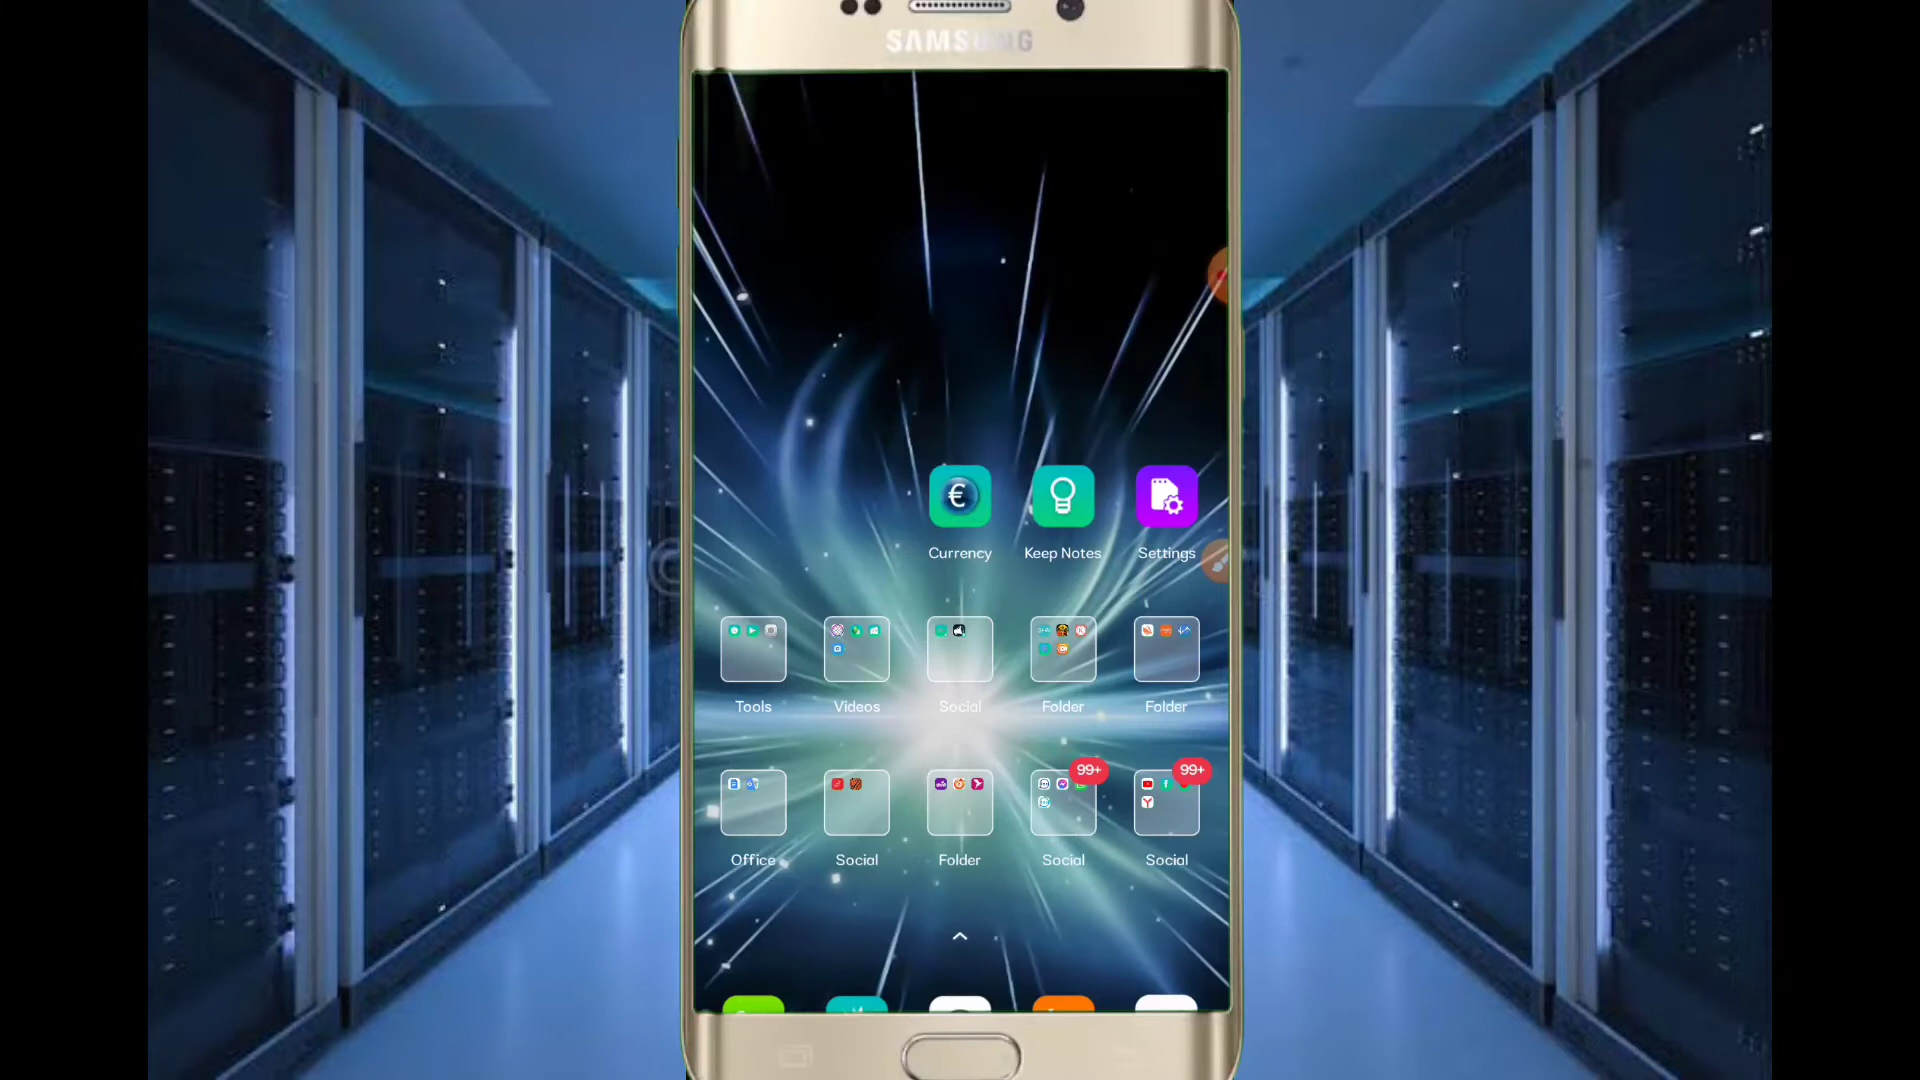 SAMSUNG
€
Currency Keep Notes Settings
Tools Videos Social Folder Folder
99+ 99+
Office Social Folder Social Social